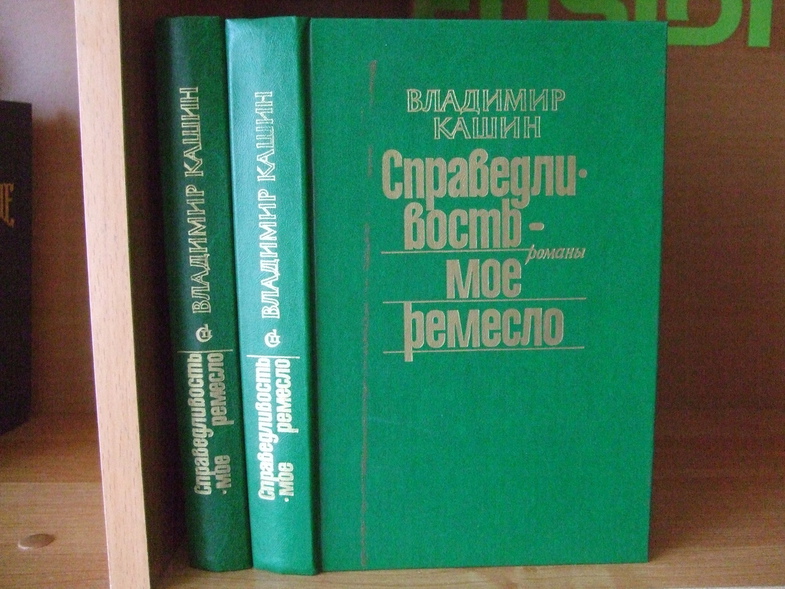 ВЛАДИМИР КАШИН
Справедливость
·мое ремесло
ВЛАДИМИР КАШИН
Справедливость
·мое ремесло
ВЛАДИМИР
КАШИН
Справедли·
вость-
романы
мое
ремесло